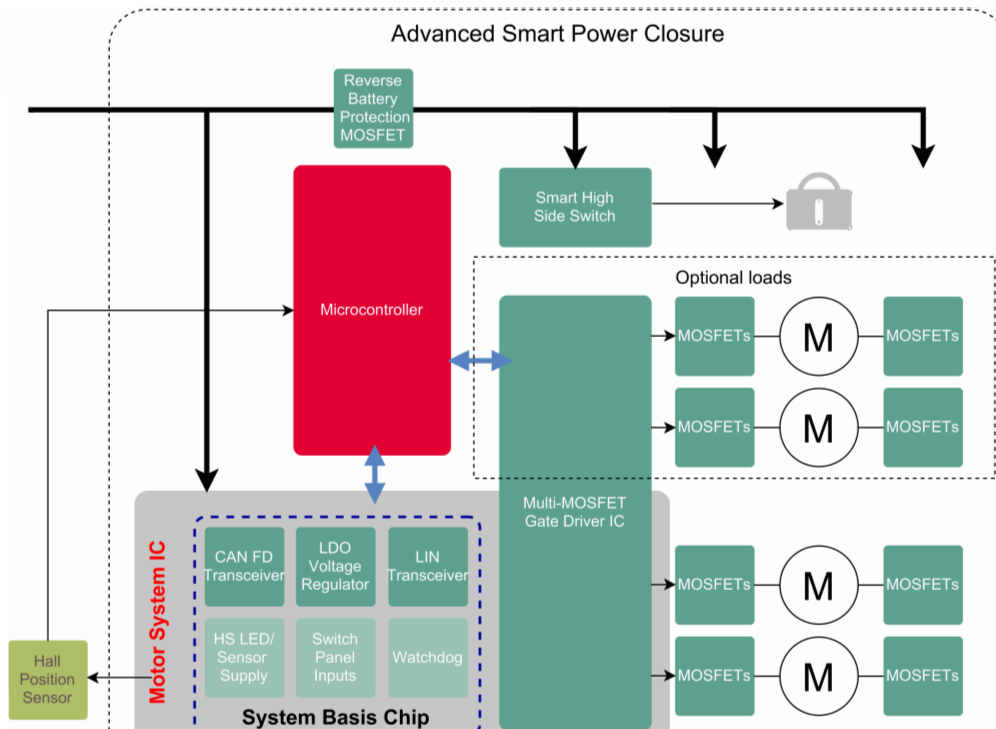 Advanced Smart Power Closure
Reverse
Battery
Protection
MOSFET
Smart High
Side Switch
Microcontroller
Optional loads
MOSFETs
M
MOSFETs
MOSFETs
M
MOSFETs
Multi-MOSFET
Gate Driver IC
Motor System IC
CAN FD
Transceiver
LDO
Voltage
Regulator
LIN
Transceiver
MOSFETs
M
MOSFETs
HS LED/
Sensor
Supply
Switch
Panel
Inputs
Watchdog
MOSFETs
M
MOSFETs
Hall
Position
Sensor
System Basis Chip